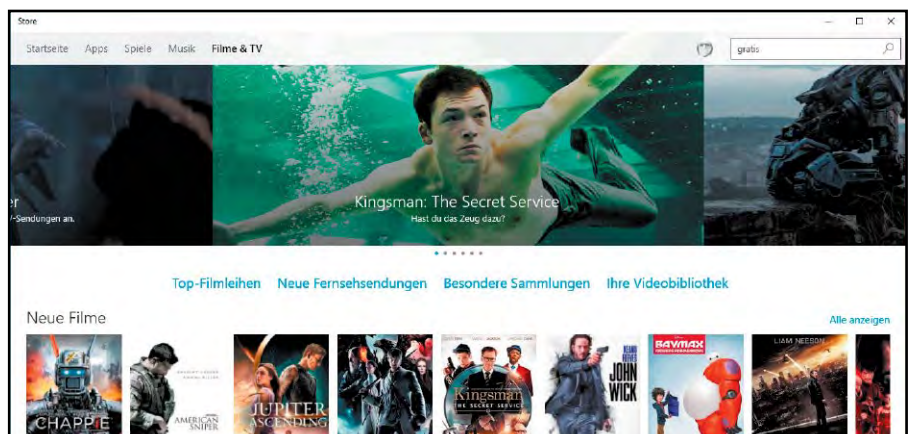 Store
Startseite Apps Spiele Musik Filme & TV gratis
r
/-Sendungen an.
Kingsman: The Secret Service
Hast du das Zeug dazu?
Top-Filmleihen Neue Fernsehsendungen Besondere Sammlungen Ihre Videobibliothek
Neue Filme Alle anzeigen
CHAPPIE
AMERICAN
SNIPER
JUPITER
ASCENDING
Kingsman
THE SECRET SERVICE
KEANU
REEVES
JOHN
WICK
BAYMAX
LIAM NEESON